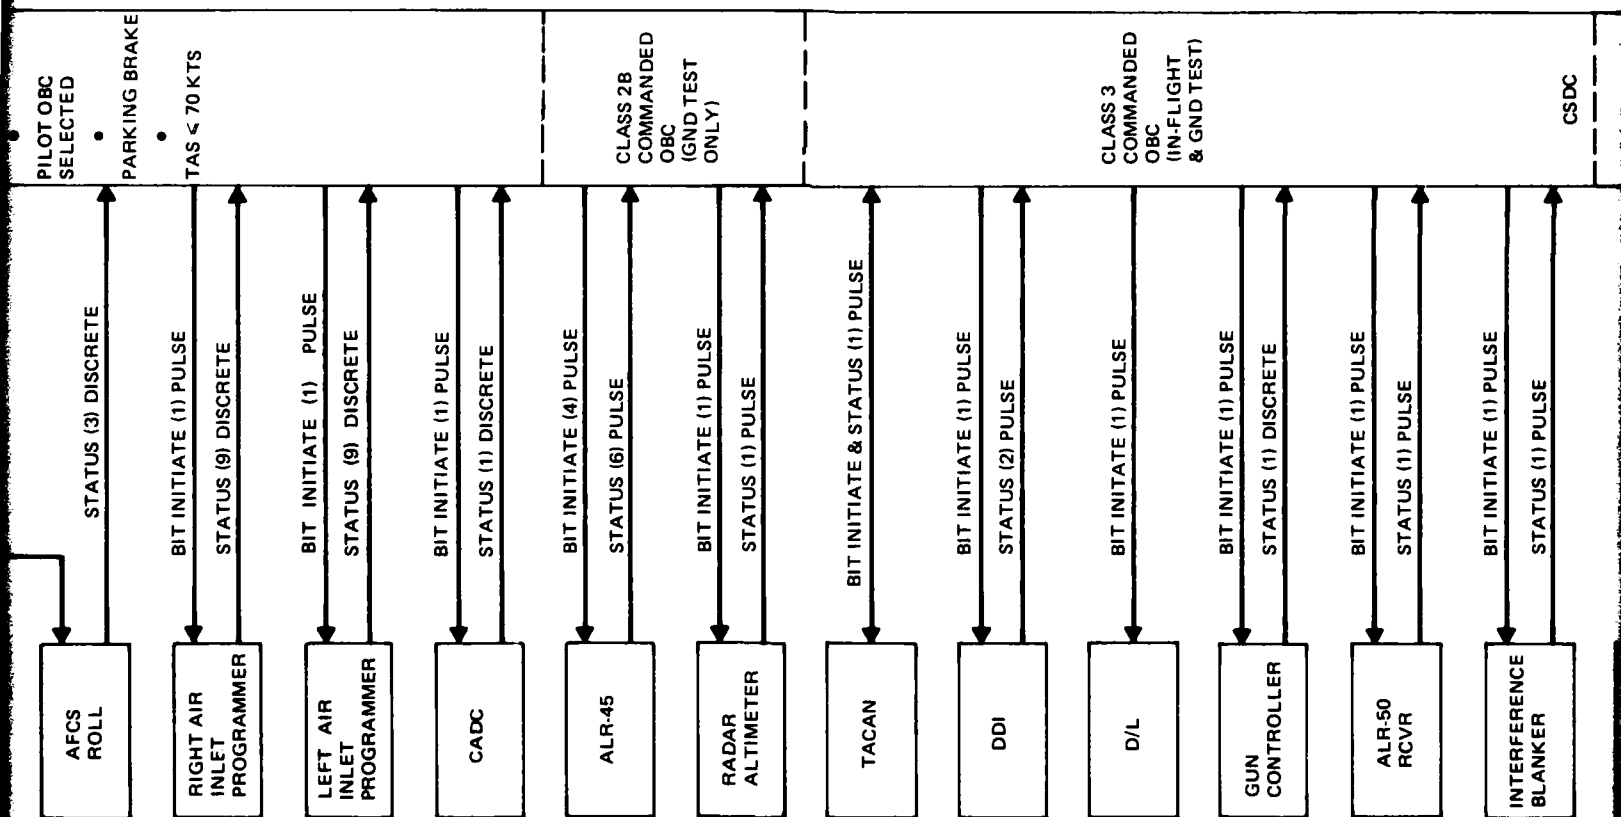 PILOT OBC
SELECTED
PARKING BRAKE
TAS < 70 KTS
CLASS 2B
COMMANDED
OBC
(GND TEST
ONLY)
CLASS 3
COMMANDED
OBC
(IN-FLIGHT
& GND TEST)
CSDC
STATUS (3) DISCRETE
BIT INITIATE (1) PULSE
STATUS (9) DISCRETE
BIT INITIATE (1) PULSE
STATUS (9) DISCRETE
BIT INITIATE (1) PULSE
STATUS (1) DISCRETE
BIT INITIATE (4) PULSE
STATUS (6) PULSE
BIT INITIATE (1) PULSE
STATUS (1) PULSE
BIT INITIATE & STATUS (1) PULSE
BIT INITIATE (1) PULSE
STATUS (2) PULSE
BIT INITATE (1) PULSE
BIT INITIATE (1) PULSE
STATUS (1) DISCRETE
BIT INITIATE (1) PULSE
STATUS (1) PULSE
BIT INITIATE (1) PULSE
STATUS (1) PULSE
AFCS
ROLL
RIGHT AIR
INLET
PROGRAMMER
LEFT AIR
INLET
PROGRAMMER
CADC
ALR-45
RADAR
ALTIMETER
TACAN
DDI
D/L
GUN
CONTROLLER
ALR-50
RCVR
INTERFERENCE
BLANKER